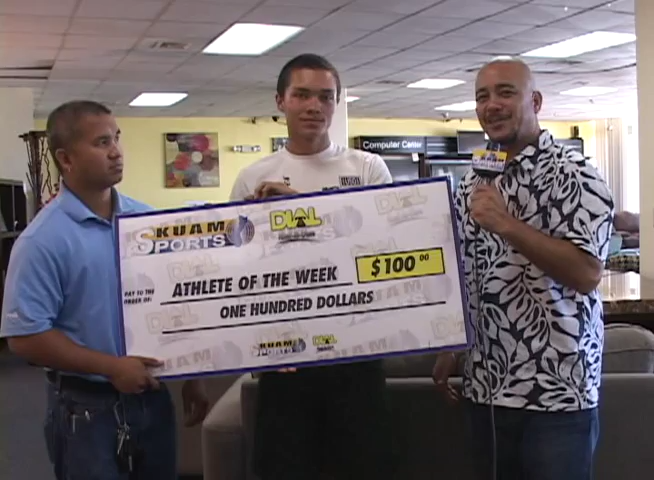 Computer Center
KUAM
SPORTS
DIAL
PAY TO THE
ORDER OF:
ATHLETE OF THE WEEK
$100 00
ONE HUNDRED DOLLARS
KUAM
SPORTS
DIAL